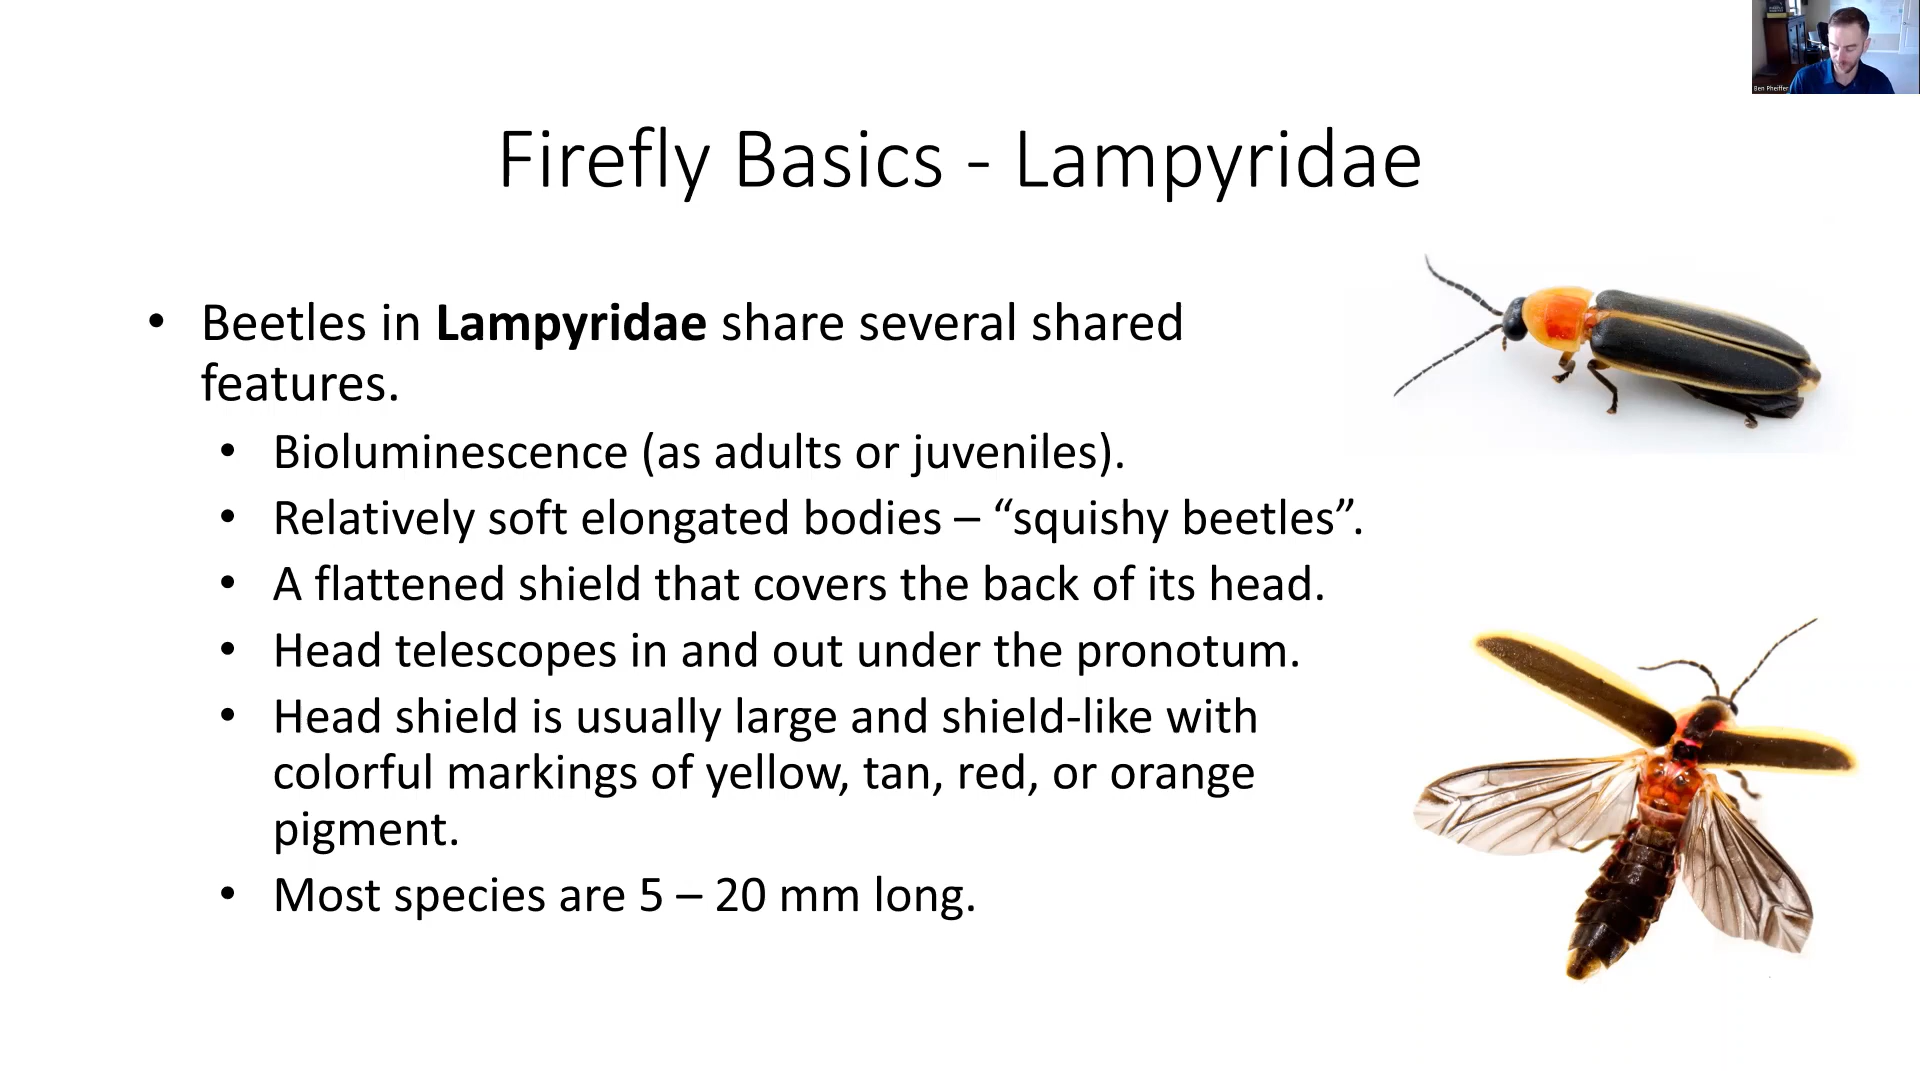 Ben Pheiffer
Firefly Basics - Lampyridae
• Beetles in Lampyridae share several shared
features.
• Bioluminescence (as adults or juveniles).
• Relatively soft elongated bodies – “squishy beetles”.
• A flattened shield that covers the back of its head.
• Head telescopes in and out under the pronotum.
• Head shield is usually large and shield-like with
colorful markings of yellow, tan, red, or orange
pigment.
• Most species are 5 – 20 mm long.